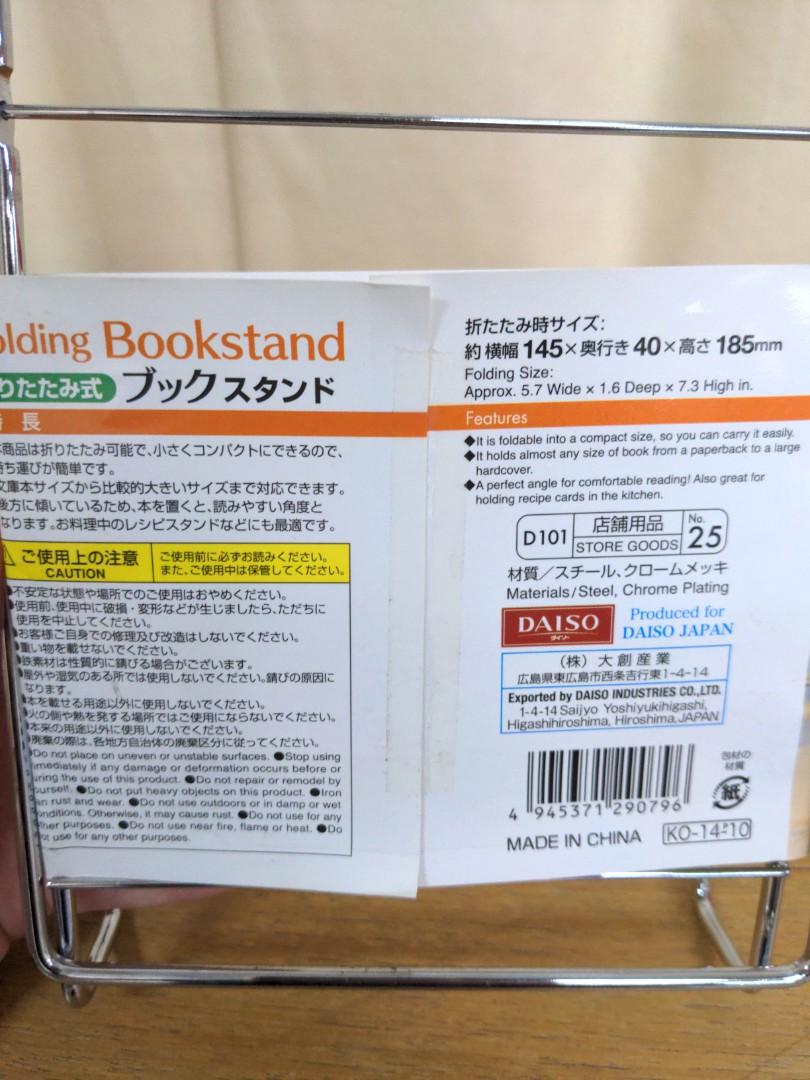 olding Bookstand
りたたみ式 ブックスタンド
長
商品は折りたたみ可能で、小さくコンパクトにできるので、
ち運びが簡単です。
文庫本サイズから比較的大きいサイズまで対応できます。
後方に傾いているため、本を置くと、読みやすい角度と
なります。お料理中のレシピスタンドなどにも最適です。
ご使用上の注意
CAUTION
ご使用前に必ずお読みください。
また、ご使用中は保管してください。
●不安定な状態や場所でのご使用はおやめください。
●使用前、使用中に破損・変形などが生じましたら、ただちに
使用を中止してください。
●お客様ご自身での修理及び改造はしないでください。
●重い物を載せないでください。
●鉄素材は性質的に錆びる場合がございます。
●屋外や湿気のある所では使用しないでください。錆びの原因に
なります。
●本を載せる用途以外に使用しないでください。
●火の側や熱を発する場所ではご使用にならないでください。
●本来の用途以外に使用しないでください。
●廃棄の際は、各地方自治体の廃棄区分に従ってください。
●Do not place on uneven or unstable surfaces. ●Stop using
mmediately if any damage or deformation occurs before or
uring the use of this product. ●Do not repair or remodel by
ourself. ●Do not put heavy objects on this product. ●Iron
an rust and wear. ●Do not use outdoors or in damp or wet
onditions. Otherwise, it may cause rust. ●Do not use for any
ther purposes. ●Do not use near fire, flame or heat. ●Do
ot use for any other purposes.
折たたみ時サイズ:
約 横幅 145×奥行き 40×高さ 185mm
Folding Size:
Approx. 5.7 Wide × 1.6 Deep × 7.3 High in.
Features
◆It is foldable into a compact size, so you can carry it easily.
◆It holds almost any size of book from a paperback to a large
hardcover.
◆A perfect angle for comfortable reading! Also great for
holding recipe cards in the kitchen.
D101 店舗用品 STORE GOODS No. 25
材質/スチール、クロームメッキ
Materials/Steel, Chrome Plating
DAISO
ダイソー
Produced for
DAISO JAPAN
(株)大創産業
広島県東広島市西条吉行東1-4-14
Exported by DAISO INDUSTRIES CO.,LTD.
1-4-14 Saijyo Yoshiyukihigashi,
Higashihiroshima, Hiroshima,JAPAN
包材の
材質
紙
4 945371 290796
MADE IN CHINA